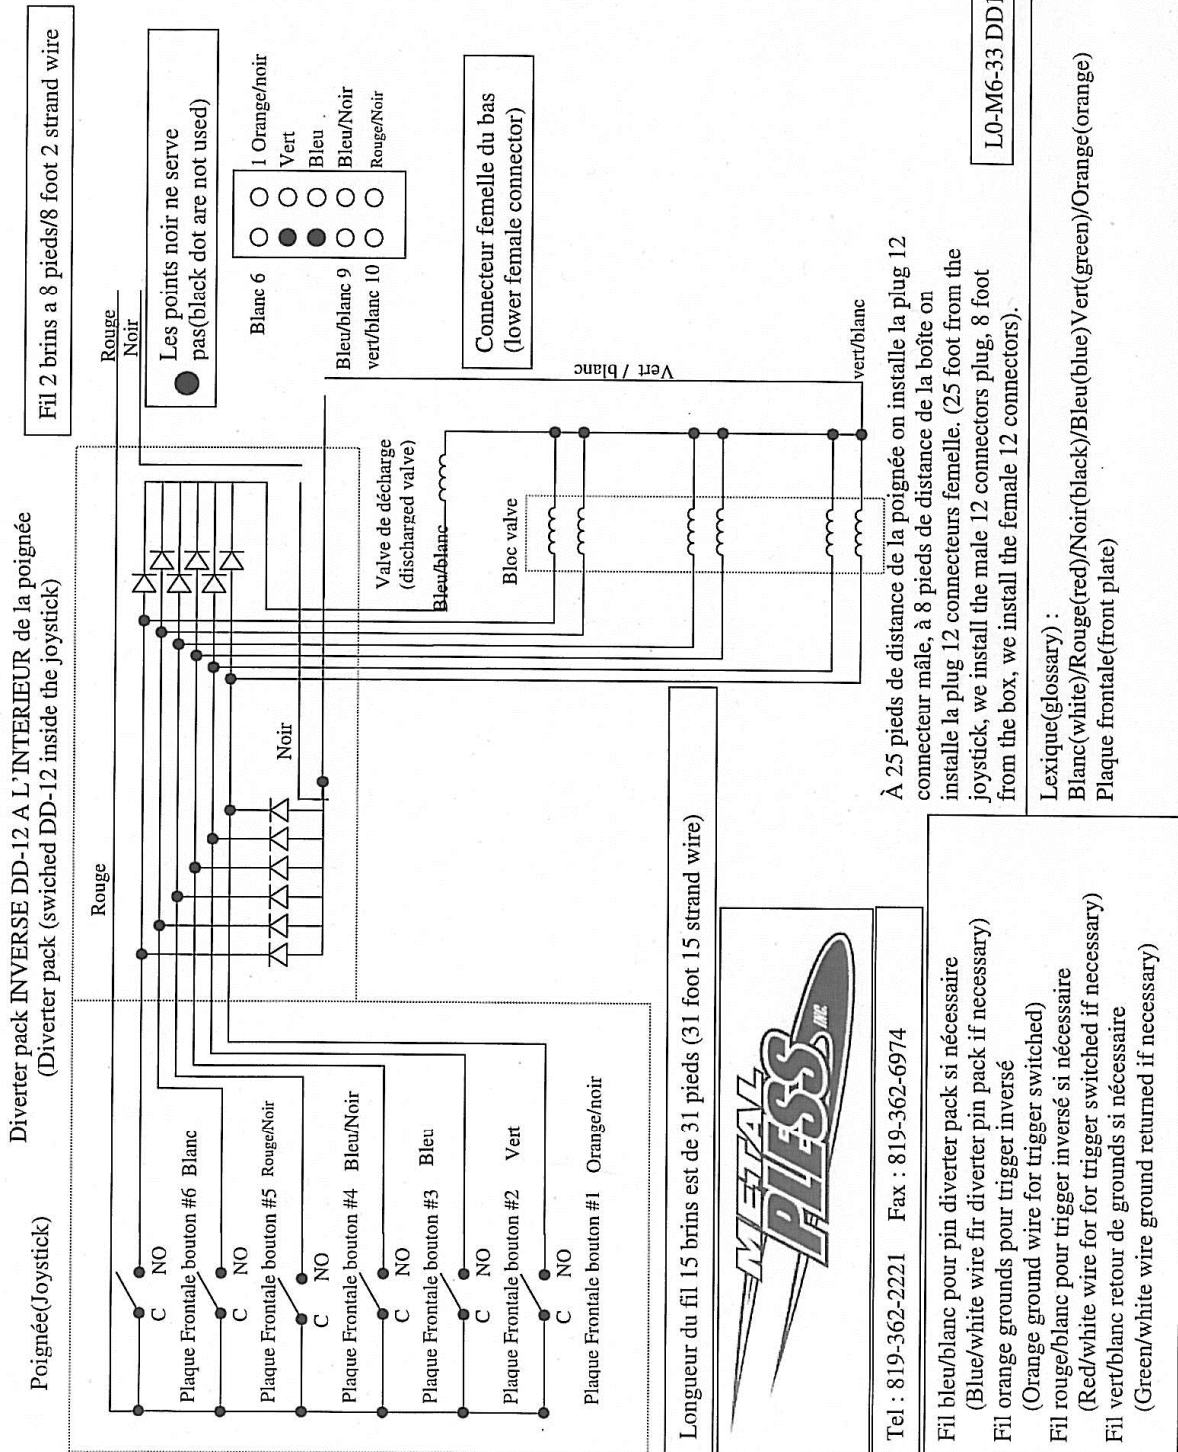 Diverter pack INVERSE DD-12 A L'INTERIEUR de la poignée
(Diverter pack (swiched DD-12 inside the joystick)
Fil 2 brins a 8 pieds/8 foot 2 strand wire
Poignée(Joystick)
Rouge
Rouge
Noir
Les points noir ne serve
pas(black dot are not used)
C NO
Plaque Frontale bouton #6 Blanc
C NO
Plaque Frontale bouton #5 Rouge/Noir
C NO
Plaque Frontale bouton #4 Bleu/Noir
C NO
Plaque Frontale bouton #3 Bleu
C NO
Plaque Frontale bouton #2 Vert
C NO
Plaque Frontale bouton #1 Orange/noir
Noir
Blanc 6
1 Orange/noir
Vert
Bleu
Bleu/blanc 9
Bleu/Noir
vert/blanc 10
Rouge/Noir
Valve de décharge
(discharged valve)
Bleu/blanc
Bloc valve
Connecteur femelle du bas
(lower female connector)
Vert / blanc
vert/blanc
Longueur du fil 15 brins est de 31 pieds (31 foot 15 strand wire)
METAL
PLESS
INC.
Tel : 819-362-2221 Fax : 819-362-6974
À 25 pieds de distance de la poignée on installe la plug 12
connecteur mâle, à 8 pieds de distance de la boîte on
installe la plug 12 connecteurs femelle. (25 foot from the
joystick, we install the male 12 connectors plug, 8 foot
from the box, we install the female 12 connectors).
L0-M6-33 DD1
Fil bleu/blanc pour pin diverter pack si nécessaire
(Blue/white wire fir diverter pin pack if necessary)
Fil orange grounds pour trigger inversé
(Orange ground wire for trigger switched)
Fil rouge/blanc pour trigger inversé si nécessaire
(Red/white wire for for trigger switched if necessary)
Fil vert/blanc retour de grounds si nécessaire
(Green/white wire ground returned if necessary)
Lexique(glossary) :
Blanc(white)/Rouge(red)/Noir(black)/Bleu(blue)Vert(green)/Orange(orange)
Plaque frontale(front plate)